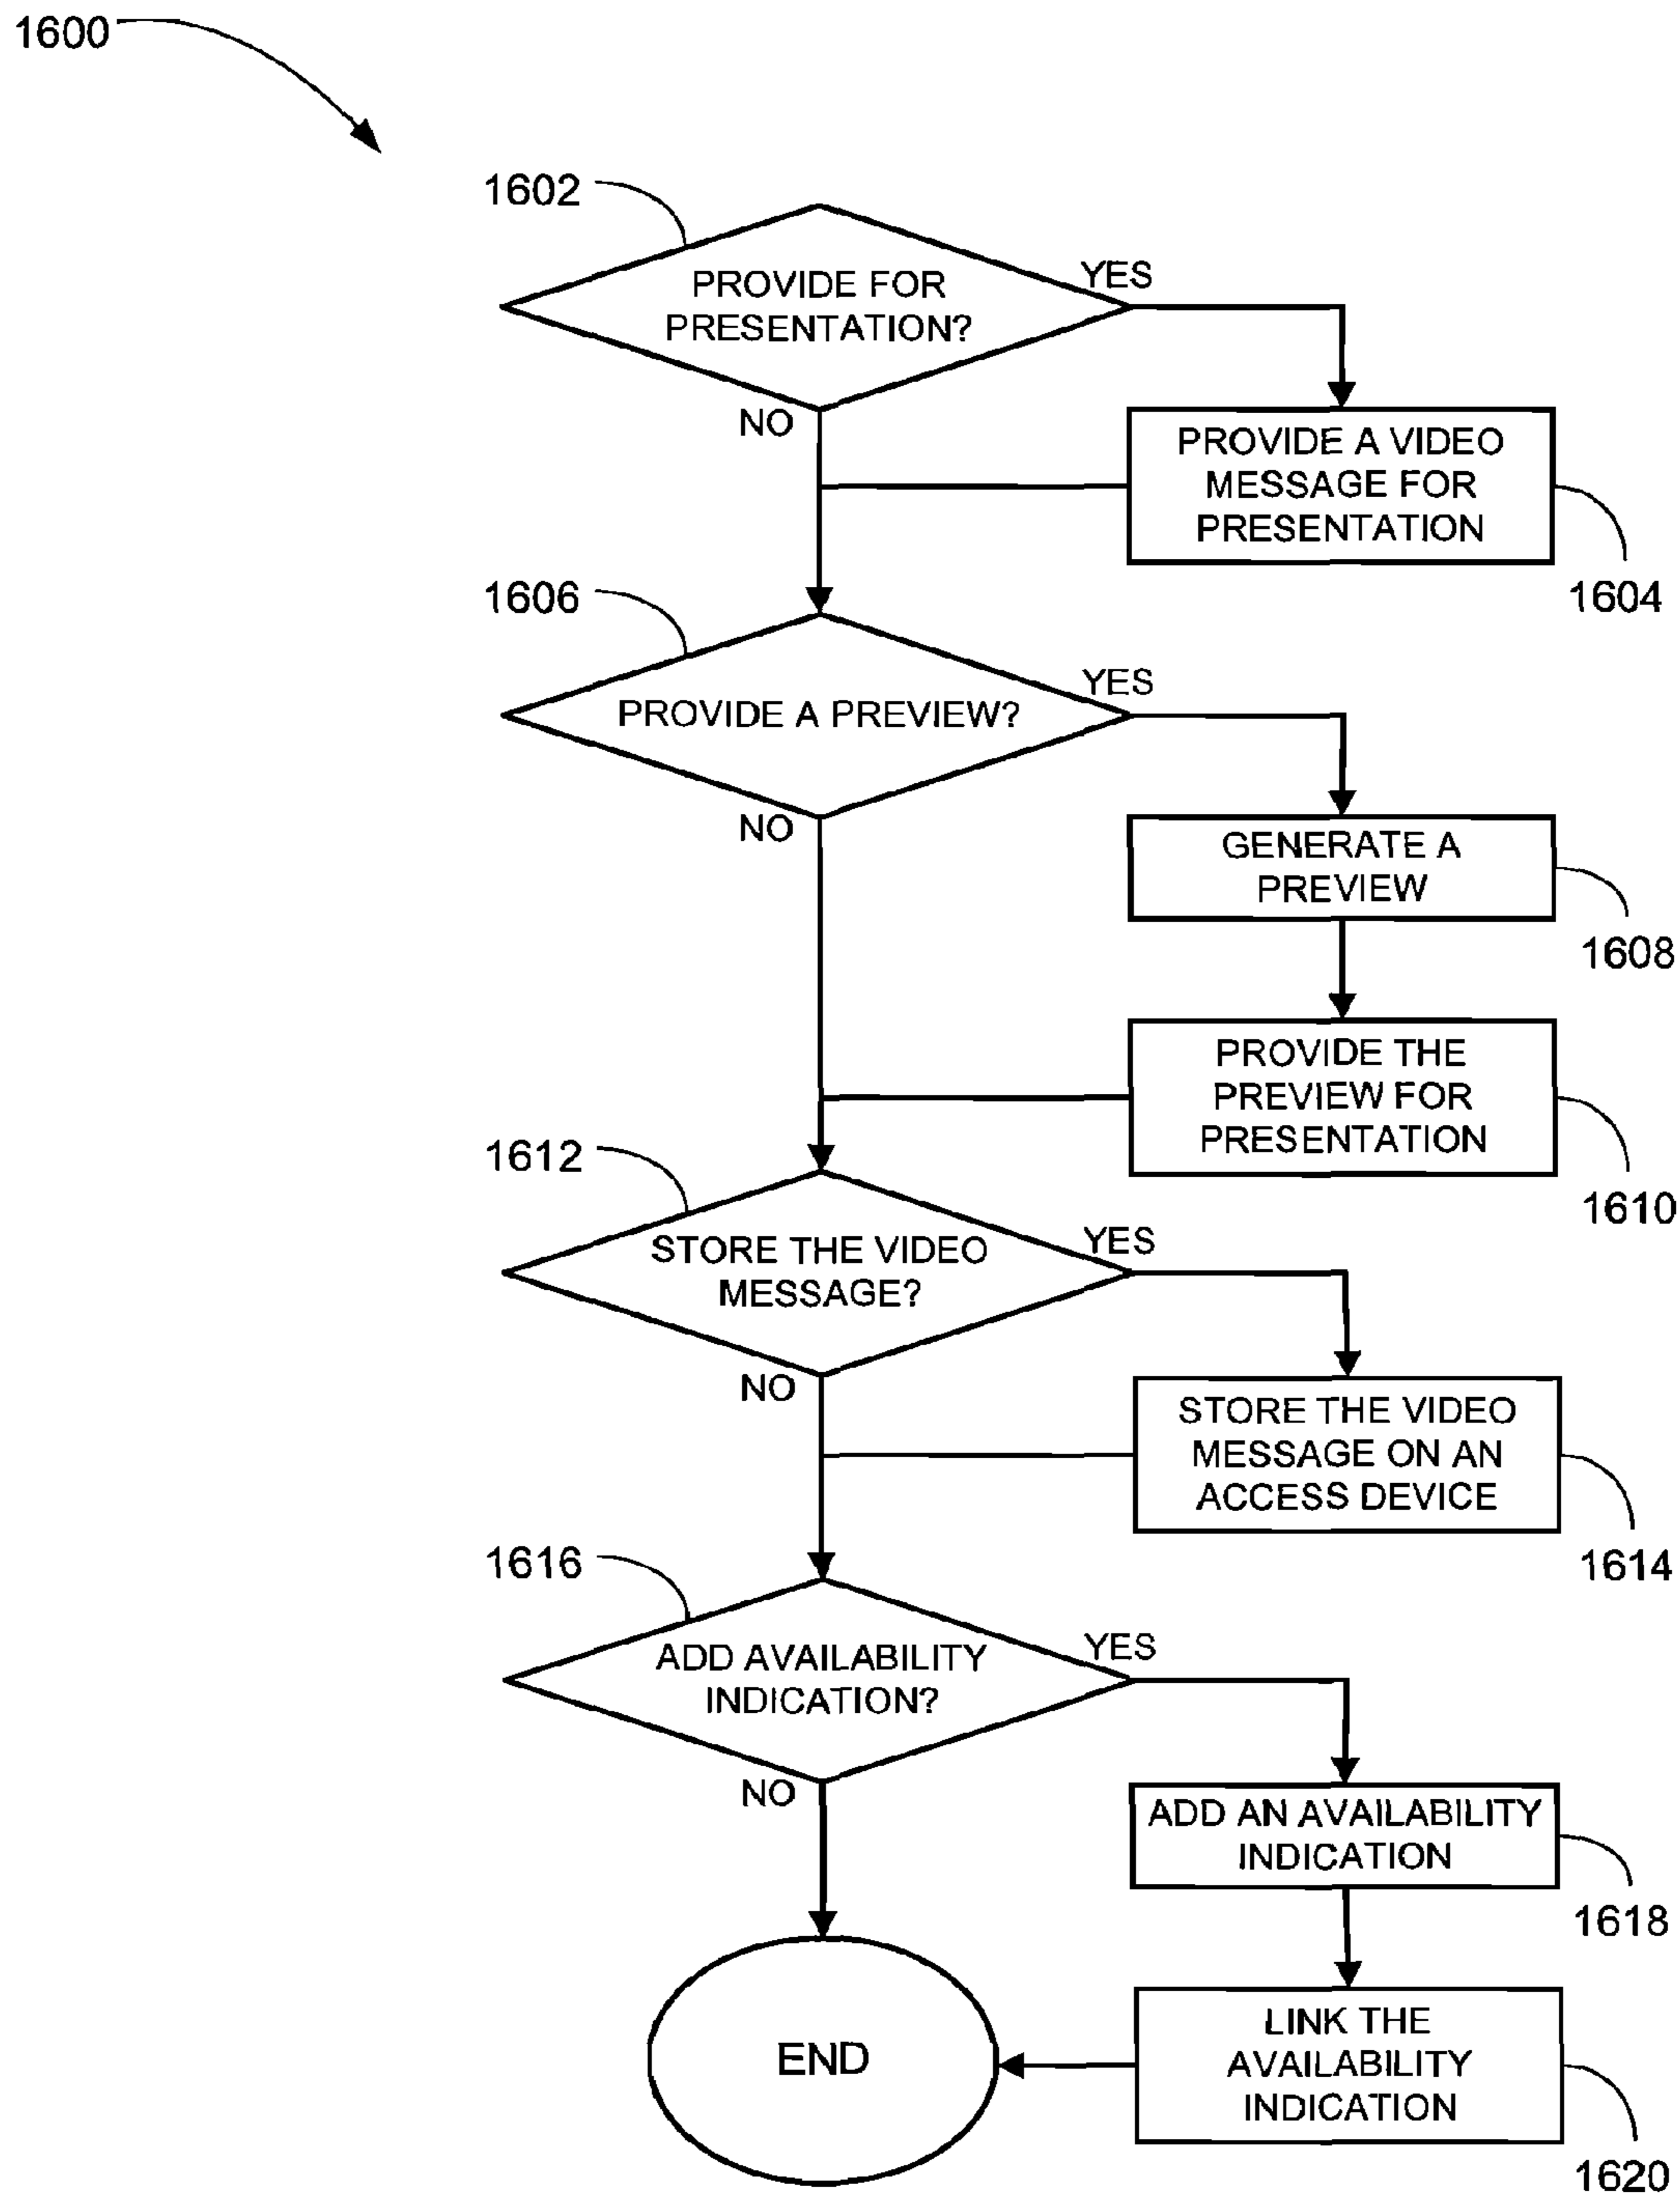 1600
1602
PROVIDE FOR
PRESENTATION?
YES
NO
PROVIDE A VIDEO
MESSAGE FOR
PRESENTATION
1604
1606
PROVIDE A PREVIEW?
YES
NO
GENERATE A
PREVIEW
1608
PROVIDE THE
PREVIEW FOR
PRESENTATION
1610
1612
STORE THE VIDEO
MESSAGE?
YES
NO
STORE THE VIDEO
MESSAGE ON AN
ACCESS DEVICE
1614
1616
ADD AVAILABILITY
INDICATION?
YES
NO
ADD AN AVAILABILITY
INDICATION
1618
END
LINK THE
AVAILABILITY
INDICATION
1620